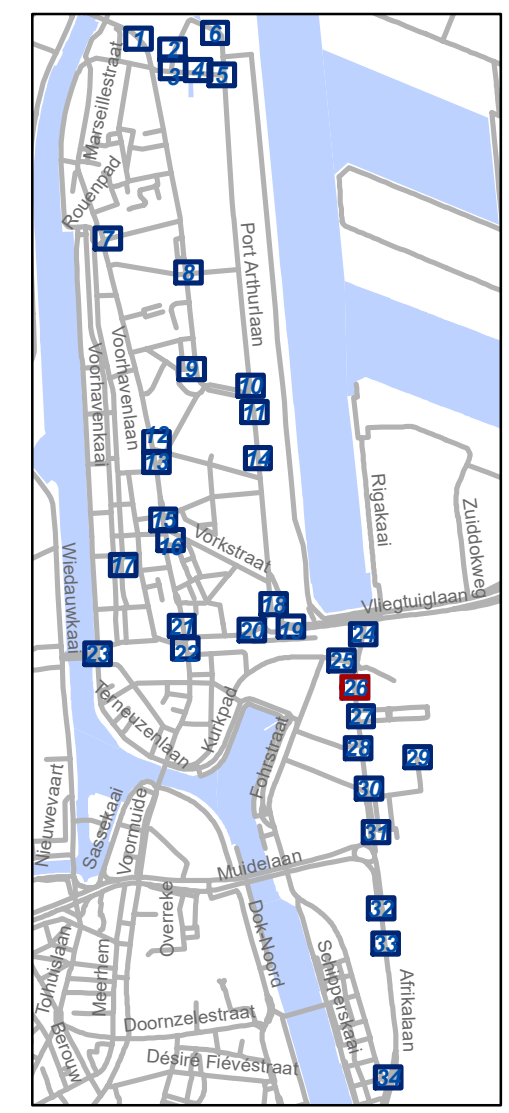 1
2
6
3
4
5
Marseillestraat
Rouenpad
7
Port Arthurlaan
8
Voorhavenlaan
Voorhavenkaai
9
10
11
12
13
14
Rigakaai
Zuiddokweg
15
16
Vorkstraat
17
Wiedauwkaai
18
Vliegtuiglaan
19
20
21
22
23
24
25
26
Terneuzenlaan
Kurkpad
27
Fohrstraat
28
29
30
Nieuwevaart
Sassekaai
Voormuide
31
Muidelaan
Overreke
32
Dok-Noord
33
Tolhuislaan
Meerhem
Schipperskaai
Afrikalaan
Doornzelestraat
Berouw
Désiré Fiévéstraat
34